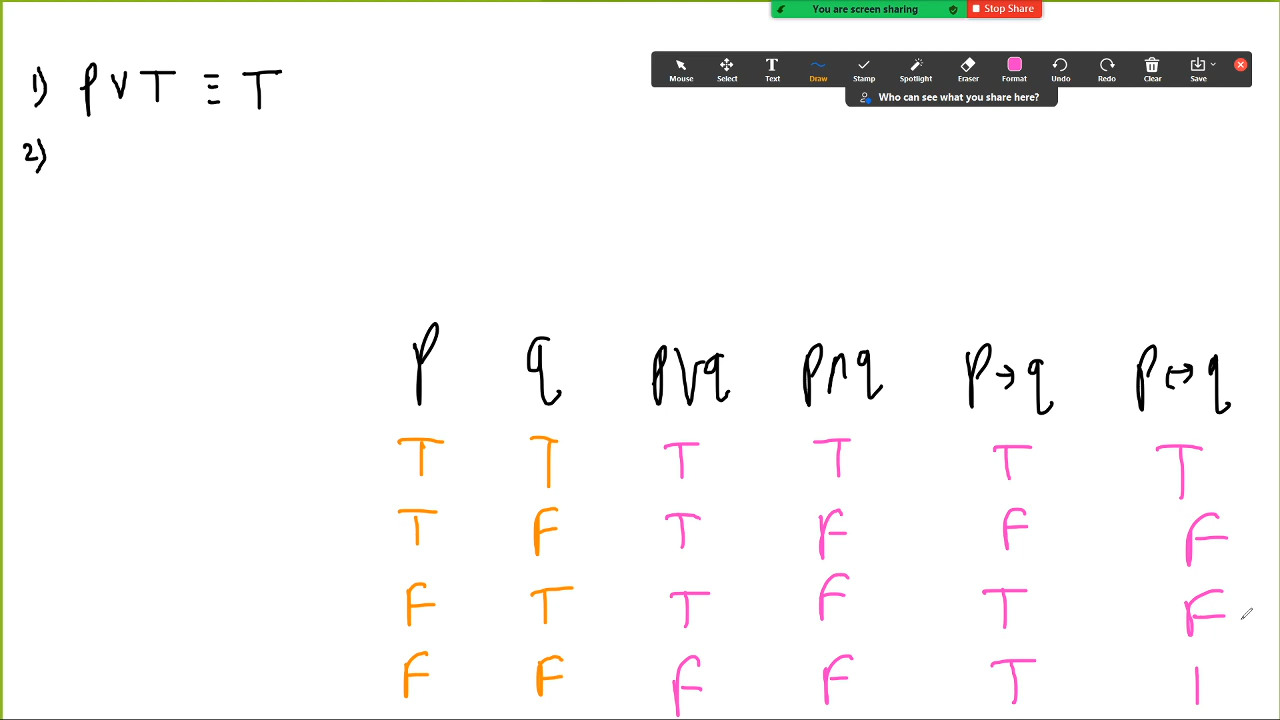 You are screen sharing Stop Share
Mouse Select Text Draw Stamp Spotlight Eraser Format Undo Redo Clear Save
Who can see what you share here?
1) P ∨ T ≡ T
2)
P q P∨q P∧q P→q P↔q
T T T T T T
T F T F F F
F T T F T F
F F F F T